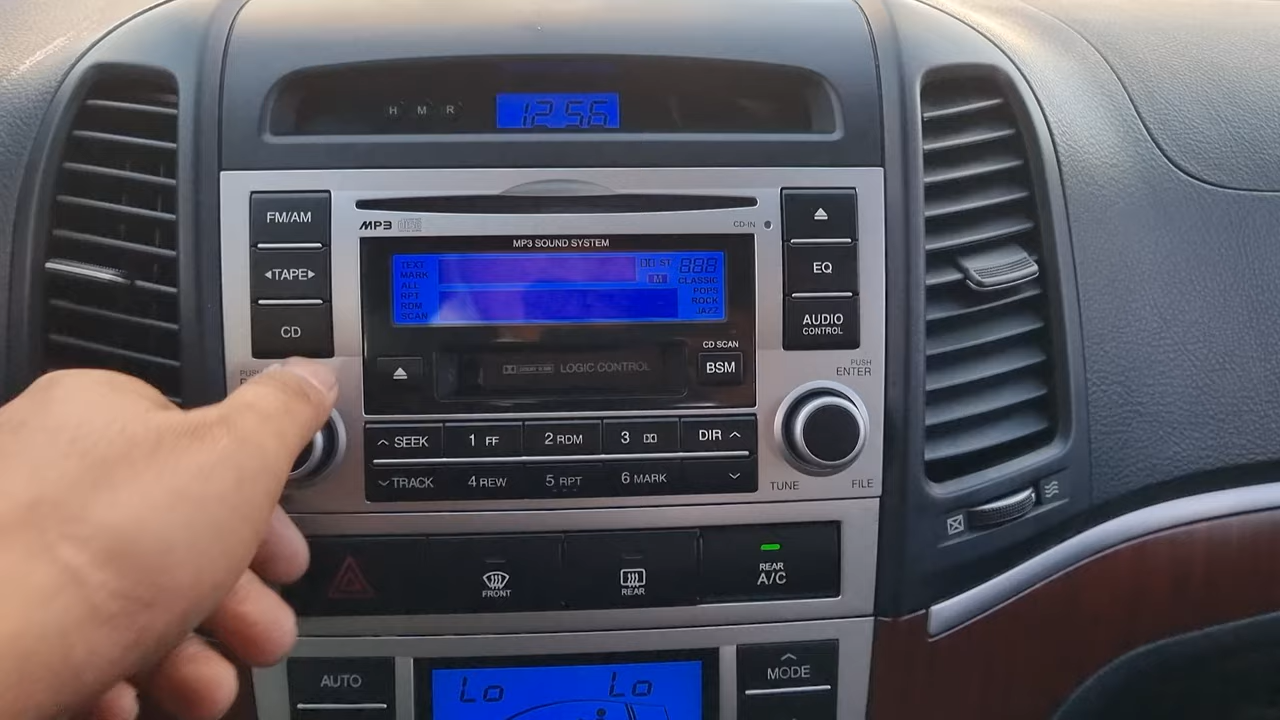 H M R 12:56
FM/AM
TAPE
CD
MP3
CD-IN
MP3 SOUND SYSTEM
TEXT
MARK
ALL
RPT
RDM
SCAN
ST 888
M
CLASSIC
POPS
ROCK
JAZZ
EQ
AUDIO
CONTROL
LOGIC CONTROL
CD SCAN
BSM
PUSH
PUSH
ENTER
SEEK 1 FF 2 RDM 3 DIR
TRACK 4 REW 5 RPT 6 MARK
TUNE FILE
FRONT
REAR
REAR
A/C
AUTO
Lo Lo
MODE